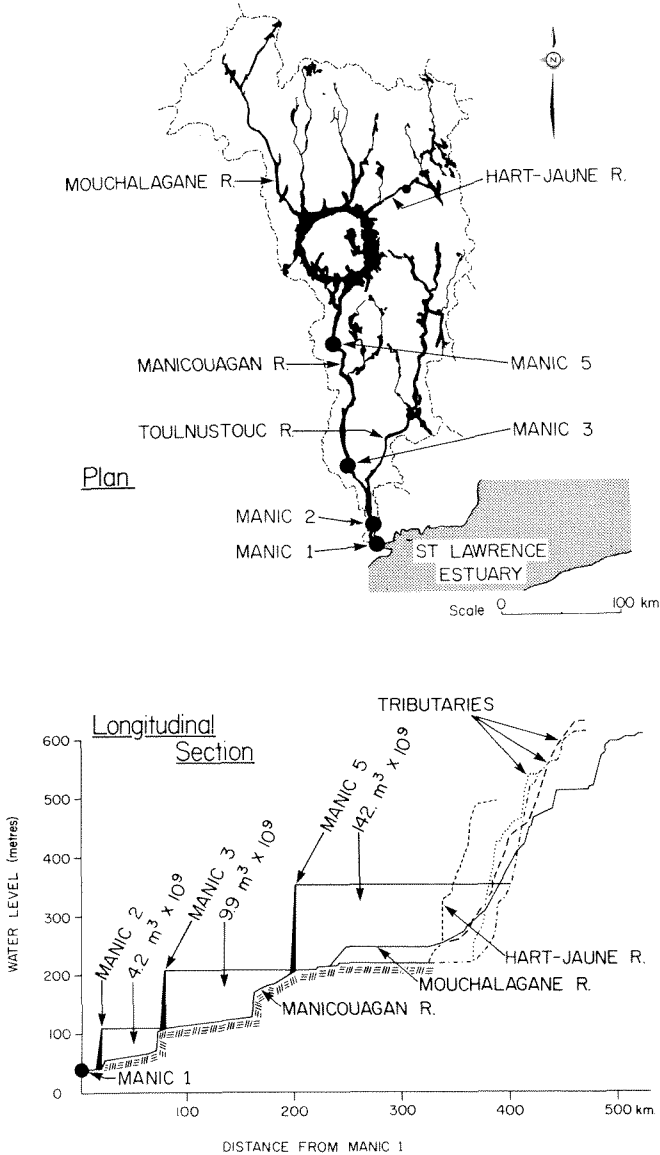 N
MOUCHALAGANE R.
HART-JAUNE R.
MANICOUAGAN R.
MANIC 5
TOULNUSTOUC R.
MANIC 3
Plan
MANIC 2
MANIC 1
ST LAWRENCE
ESTUARY
Scale 0 100 km
Longitudinal
Section
TRIBUTARIES
WATER LEVEL (metres)
600
500
400
300
200
100
0
MANIC 2
4.2 m³ x 10⁹
MANIC 3
9.9 m³ x 10⁹
MANIC 5
142. m³ x 10⁹
HART-JAUNE R.
MOUCHALAGANE R.
MANICOUAGAN R.
MANIC 1
100 200 300 400 500 km.
DISTANCE FROM MANIC 1